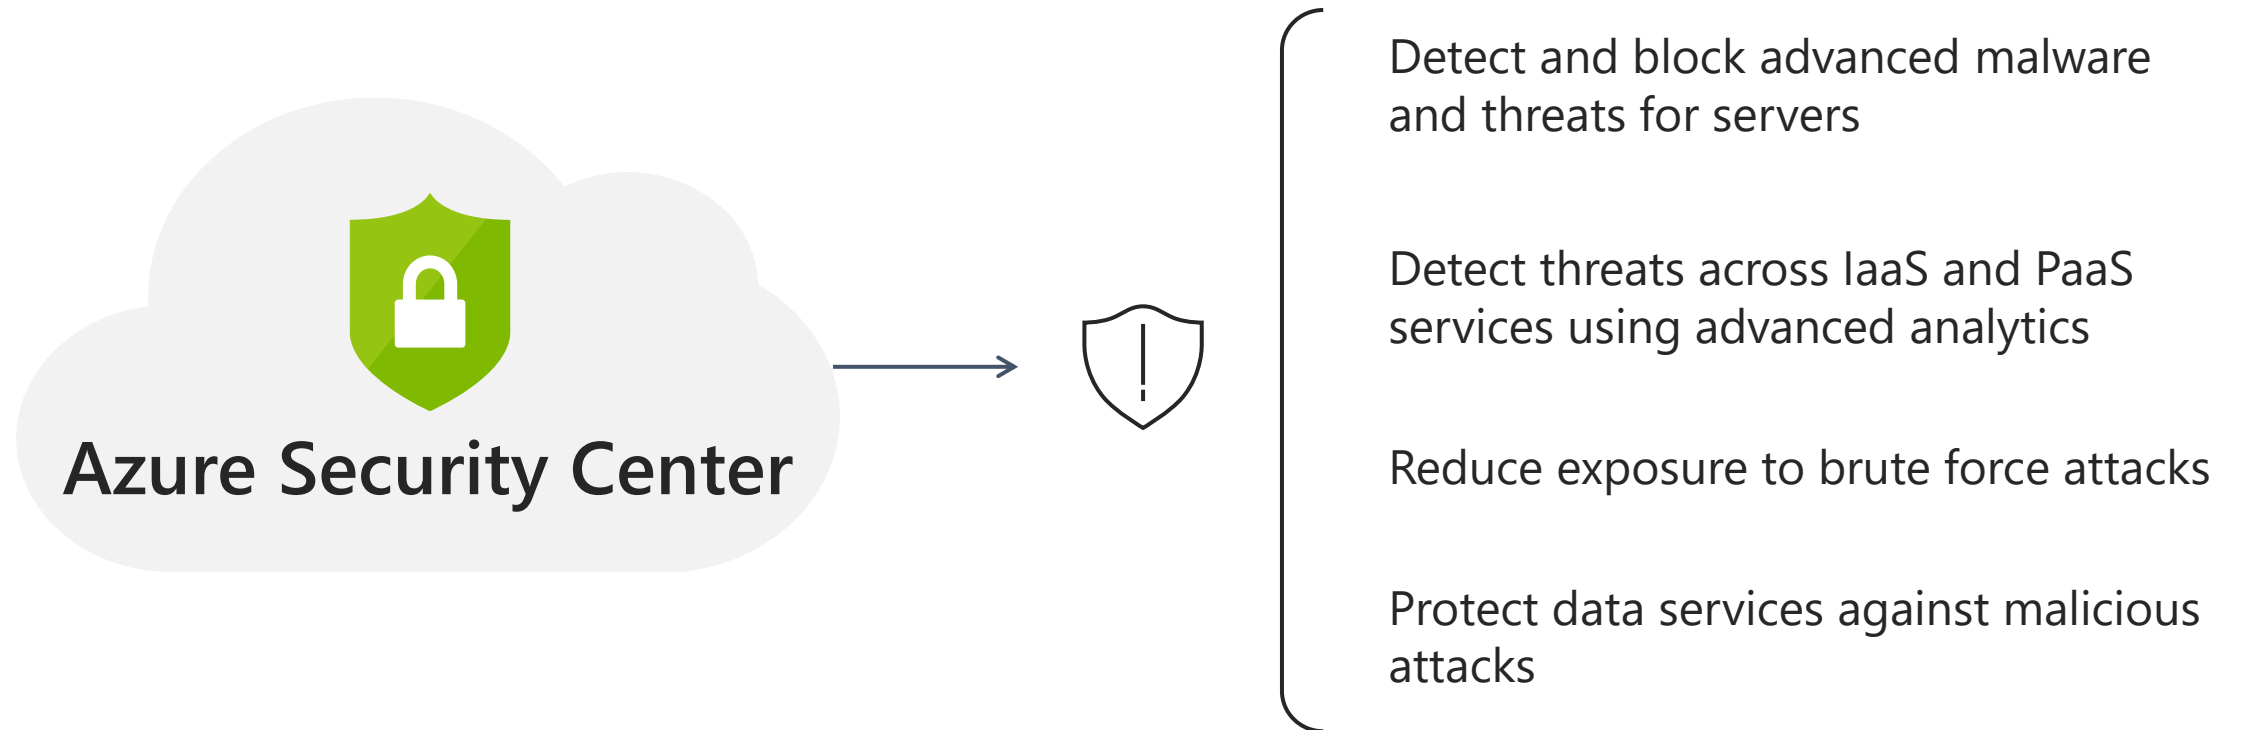 Azure Security Center
Detect and block advanced malware
and threats for servers
Detect threats across IaaS and PaaS
services using advanced analytics
Reduce exposure to brute force attacks
Protect data services against malicious
attacks